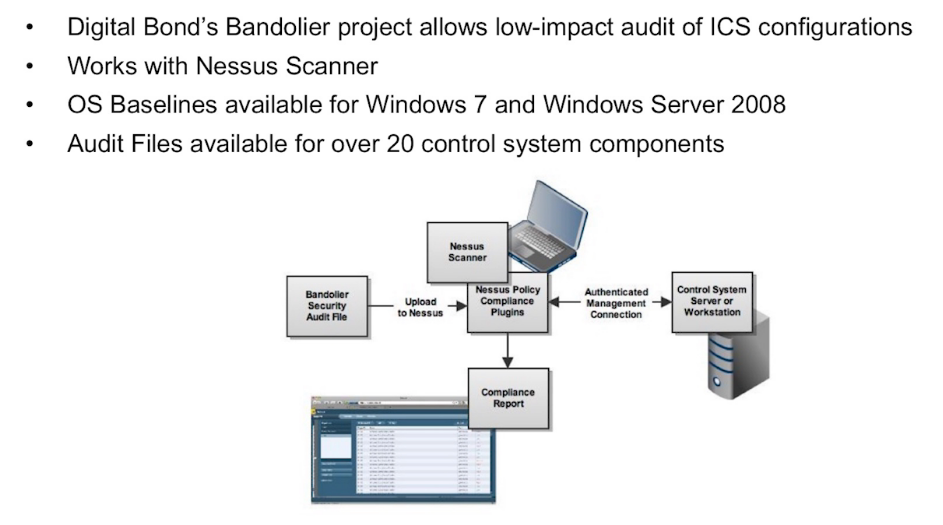 • Digital Bond’s Bandolier project allows low-impact audit of ICS configurations
• Works with Nessus Scanner
• OS Baselines available for Windows 7 and Windows Server 2008
• Audit Files available for over 20 control system components
Nessus
Scanner
Bandolier
Security
Audit File
Upload
to Nessus
Nessus Policy
Compliance
Plugins
Authenticated
Management
Connection
Control System
Server or
Workstation
Compliance
Report